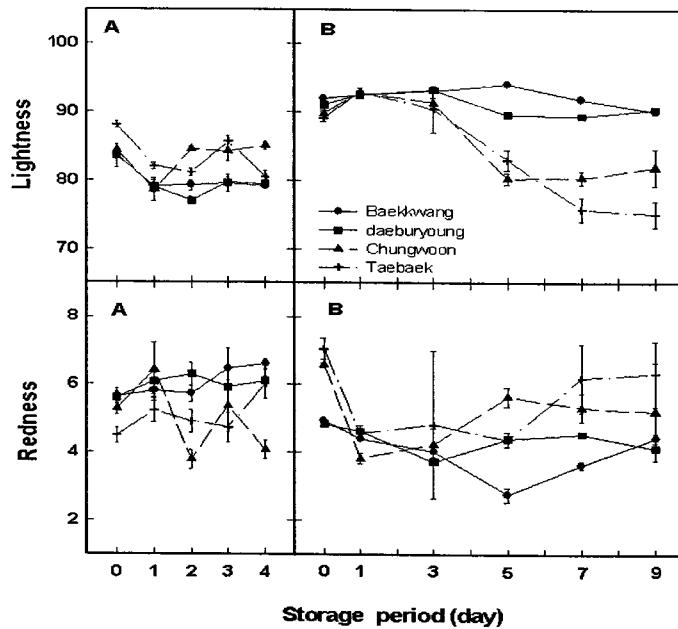 A
B
100
90
80
70
Lightness
Baekkwang
daeburyoung
Chungwoon
Taebaek
A
B
8
6
4
2
Redness
0 1 2 3 4
0 1 3 5 7 9
Storage period (day)